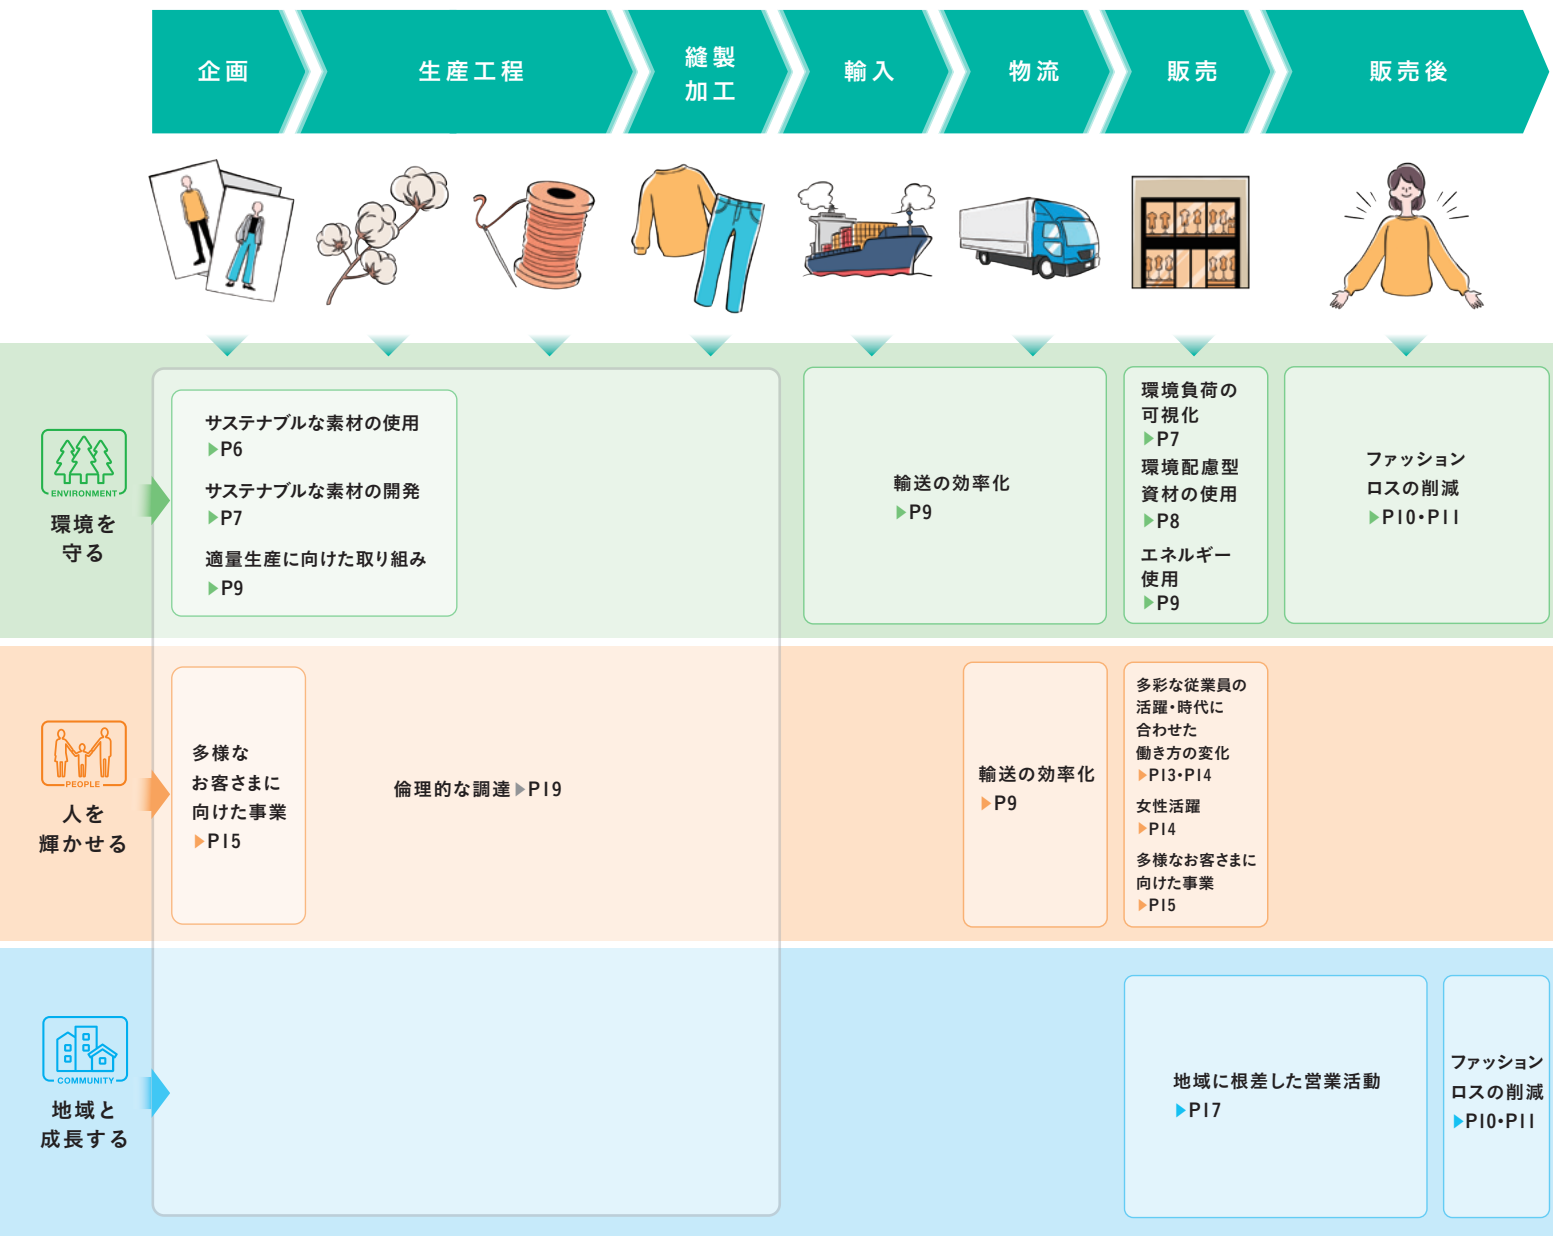 企画
生産工程
縫製
加工
輸入
物流
販売
販売後
ENVIRONMENT
環境を
守る
サステナブルな素材の使用
▶P6
サステナブルな素材の開発
▶P7
適量生産に向けた取り組み
▶P9
輸送の効率化
▶P9
環境負荷の
可視化
▶P7
環境配慮型
資材の使用
▶P8
エネルギー
使用
▶P9
ファッション
ロスの削減
▶P10・P11
PEOPLE
人を
輝かせる
多様な
お客さまに
向けた事業
▶P15
倫理的な調達▶P19
輸送の効率化
▶P9
多彩な従業員の
活躍・時代に
合わせた
働き方の変化
▶P13・P14
女性活躍
▶P14
多様なお客さまに
向けた事業
▶P15
COMMUNITY
地域と
成長する
地域に根差した営業活動
▶P17
ファッション
ロスの削減
▶P10・P11